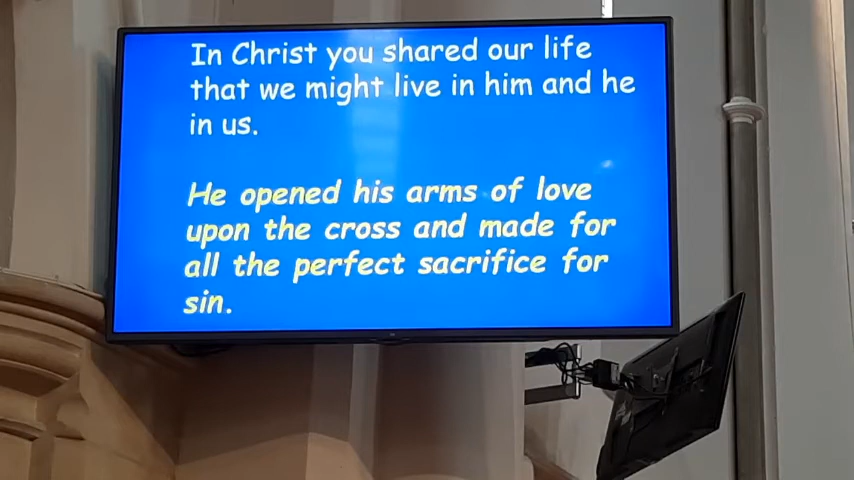 In Christ you shared our life
that we might live in him and he
in us.
He opened his arms of love
upon the cross and made for
all the perfect sacrifice for
sin.